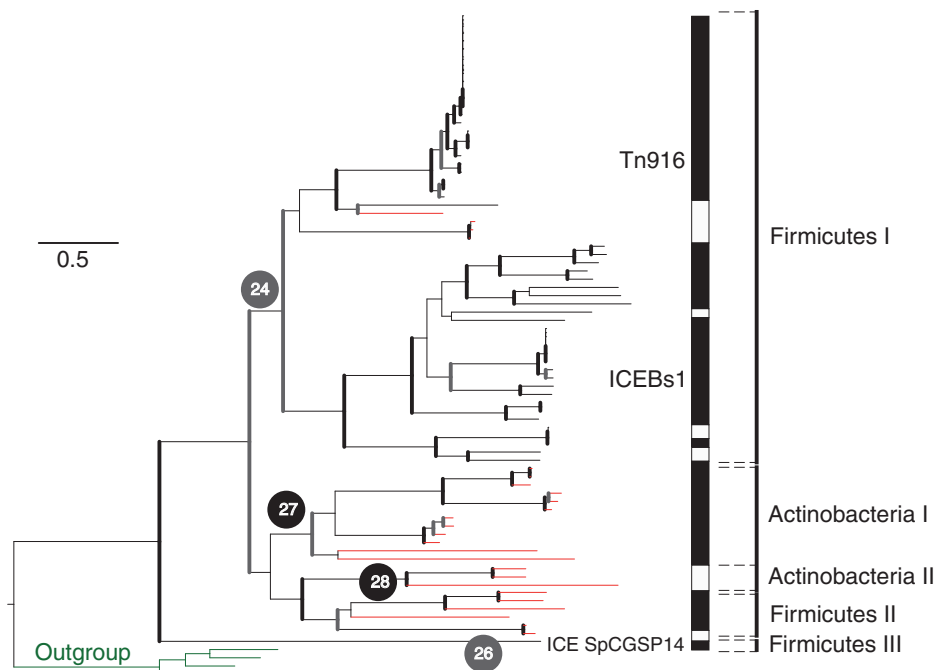 Tn916
Firmicutes I
0.5
24
ICEBs1
27
Actinobacteria I
28
Actinobacteria II
Firmicutes II
ICE SpCGSP14
Firmicutes III
Outgroup
26